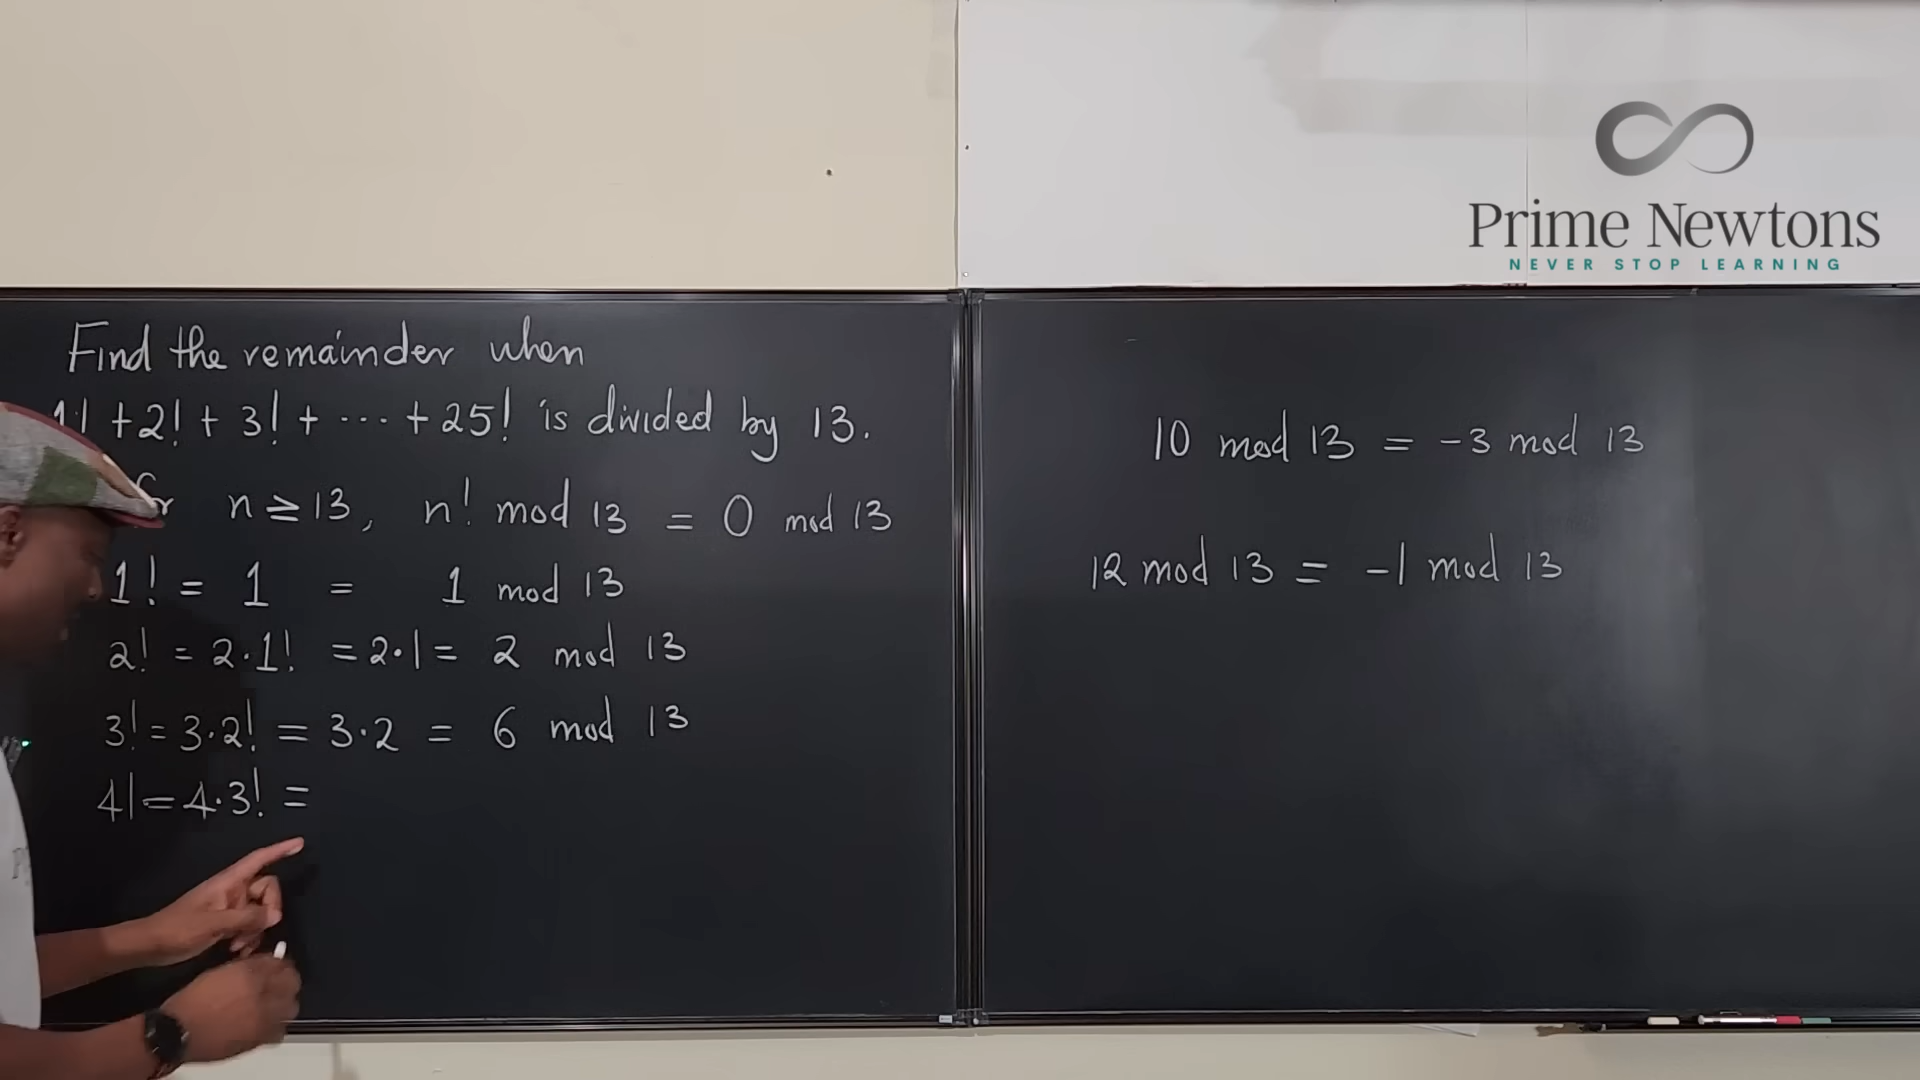 Prime Newtons
NEVER STOP LEARNING
Find the remainder when
1! + 2! + 3! + ... + 25! is divided by 13.
n ≥ 13, n! mod 13 = 0 mod 13
1! = 1 = 1 mod 13
2! = 2·1! = 2·1 = 2 mod 13
3! = 3·2! = 3·2 = 6 mod 13
4! = 4·3! =
10 mod 13 = -3 mod 13
12 mod 13 = -1 mod 13